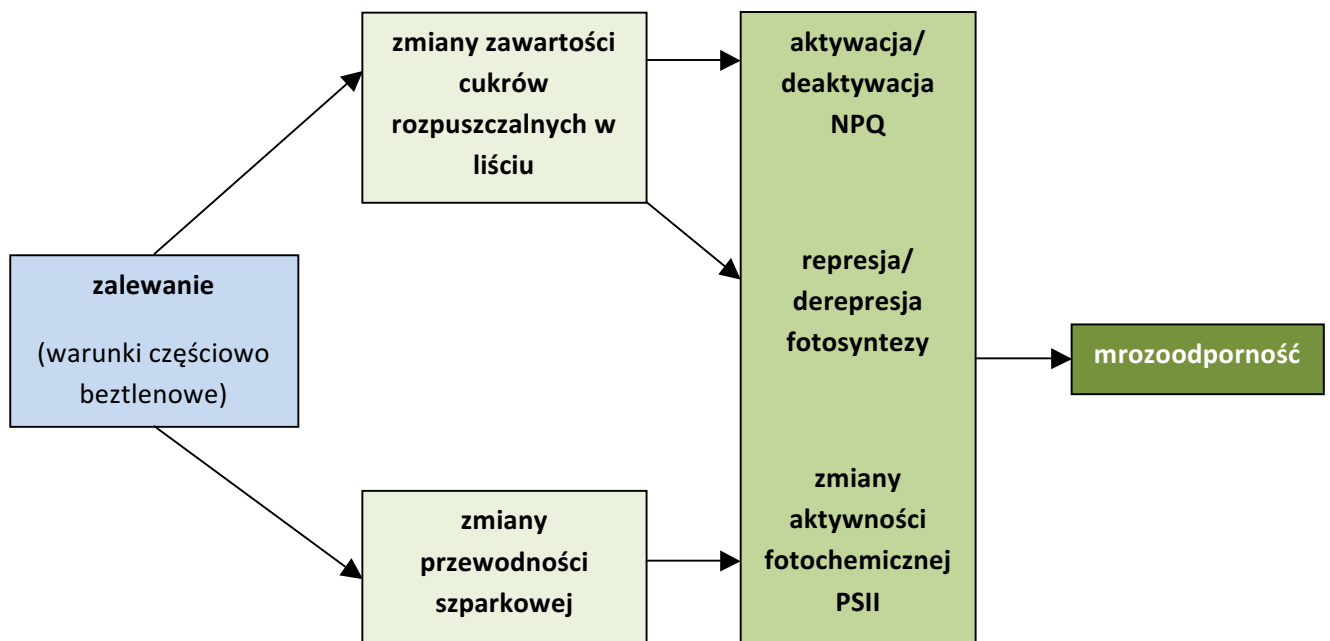 zmiany zawartości
cukrów
rozpuszczalnych w
liściu
aktywacja/
deaktywacja
NPQ
zalewanie
(warunki częściowo
beztlenowe)
represja/
derepresja
fotosyntezy
mrozoodporność
zmiany
przewodności
szparkowej
zmiany
aktywności
fotochemicznej
PSII